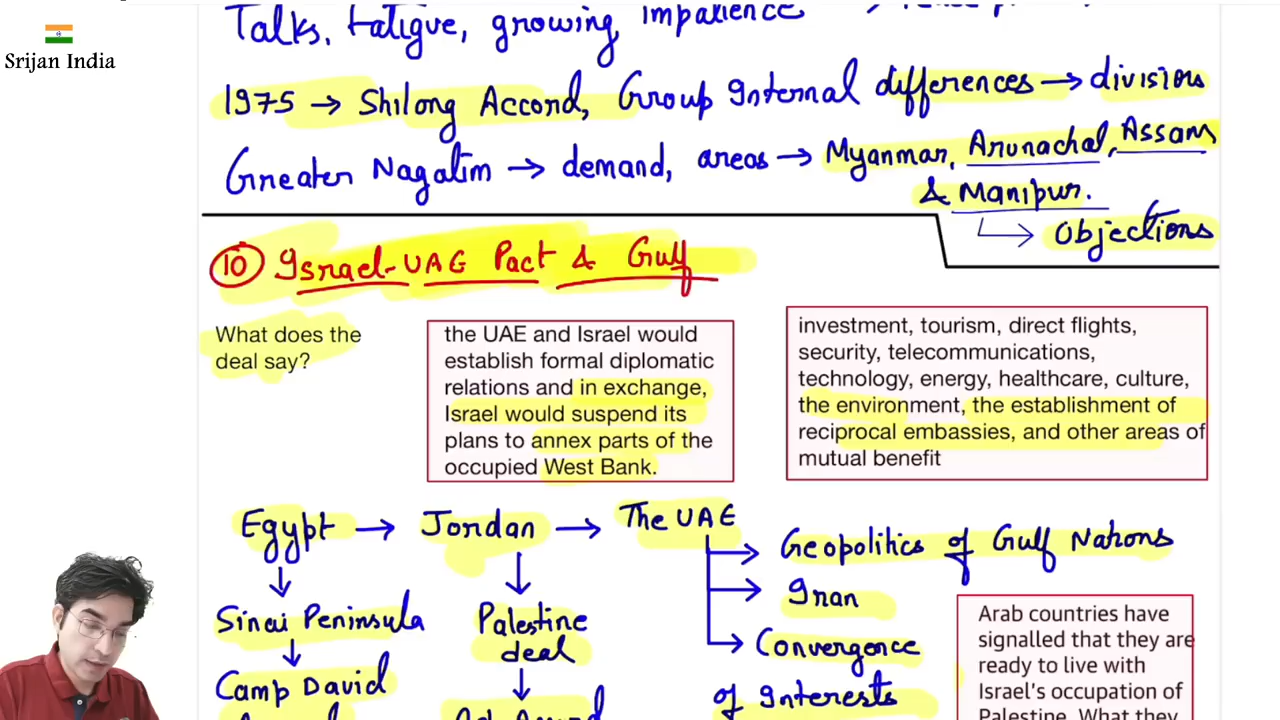 Srijan India
Talks, Fatigue, growing impatience →
1975 → Shilong Accord, Group Internal differences → division
Greater Nagalim → demand, areas → Myanmar, Arunachal, Assam
& Manipur.
→ Objections
10 Israel-UAE Pact & Gulf
What does the
deal say?
the UAE and Israel would
establish formal diplomatic
relations and in exchange,
Israel would suspend its
plans to annex parts of the
occupied West Bank.
investment, tourism, direct flights,
security, telecommunications,
technology, energy, healthcare, culture,
the environment, the establishment of
reciprocal embassies, and other areas of
mutual benefit
Egypt → Jordan → The UAE
→ Geopolitics of Gulf Nations
→ Iran
→ Convergence
of Interests
Sinai Peninsula
Camp David
Palestine
deal
Arab countries have
signalled that they are
ready to live with
Israel's occupation of
Palestine. What they